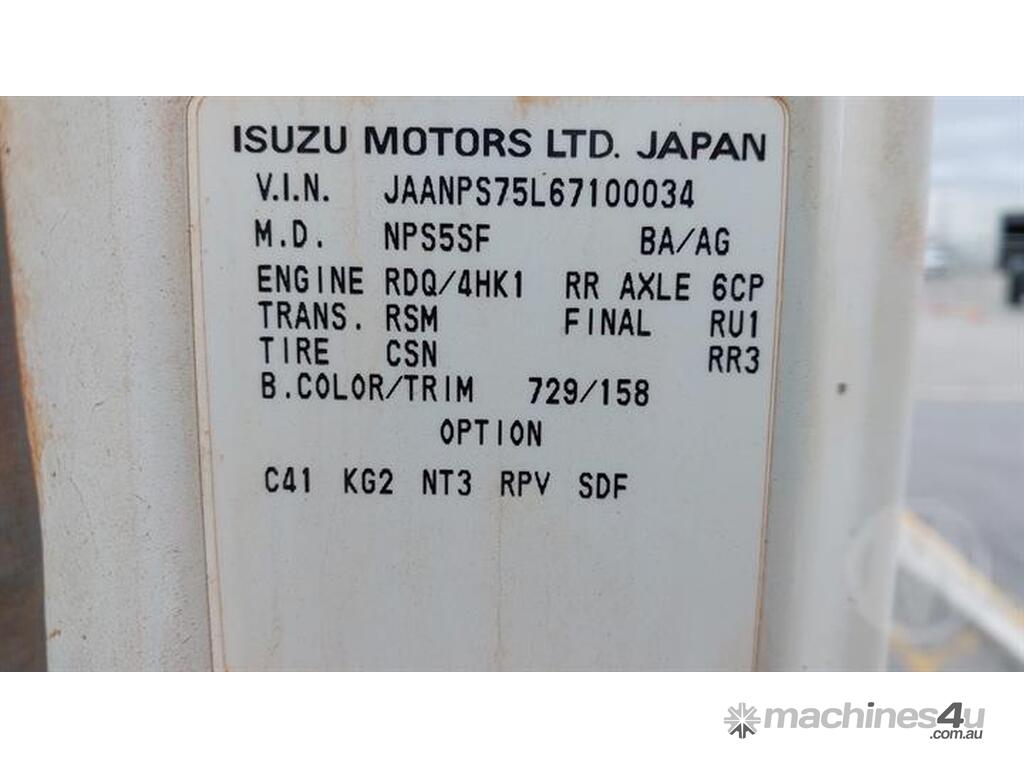 ISUZU MOTORS LTD. JAPAN
V.I.N. JAANPS75L67100034
M.D. NPS5SF BA/AG
ENGINE RDQ/4HK1 RR AXLE 6CP
TRANS. RSM FINAL RU1
TIRE CSN RR3
B.COLOR/TRIM 729/158
OPTION
C41 KG2 NT3 RPV SDF
machines4u
.com.au